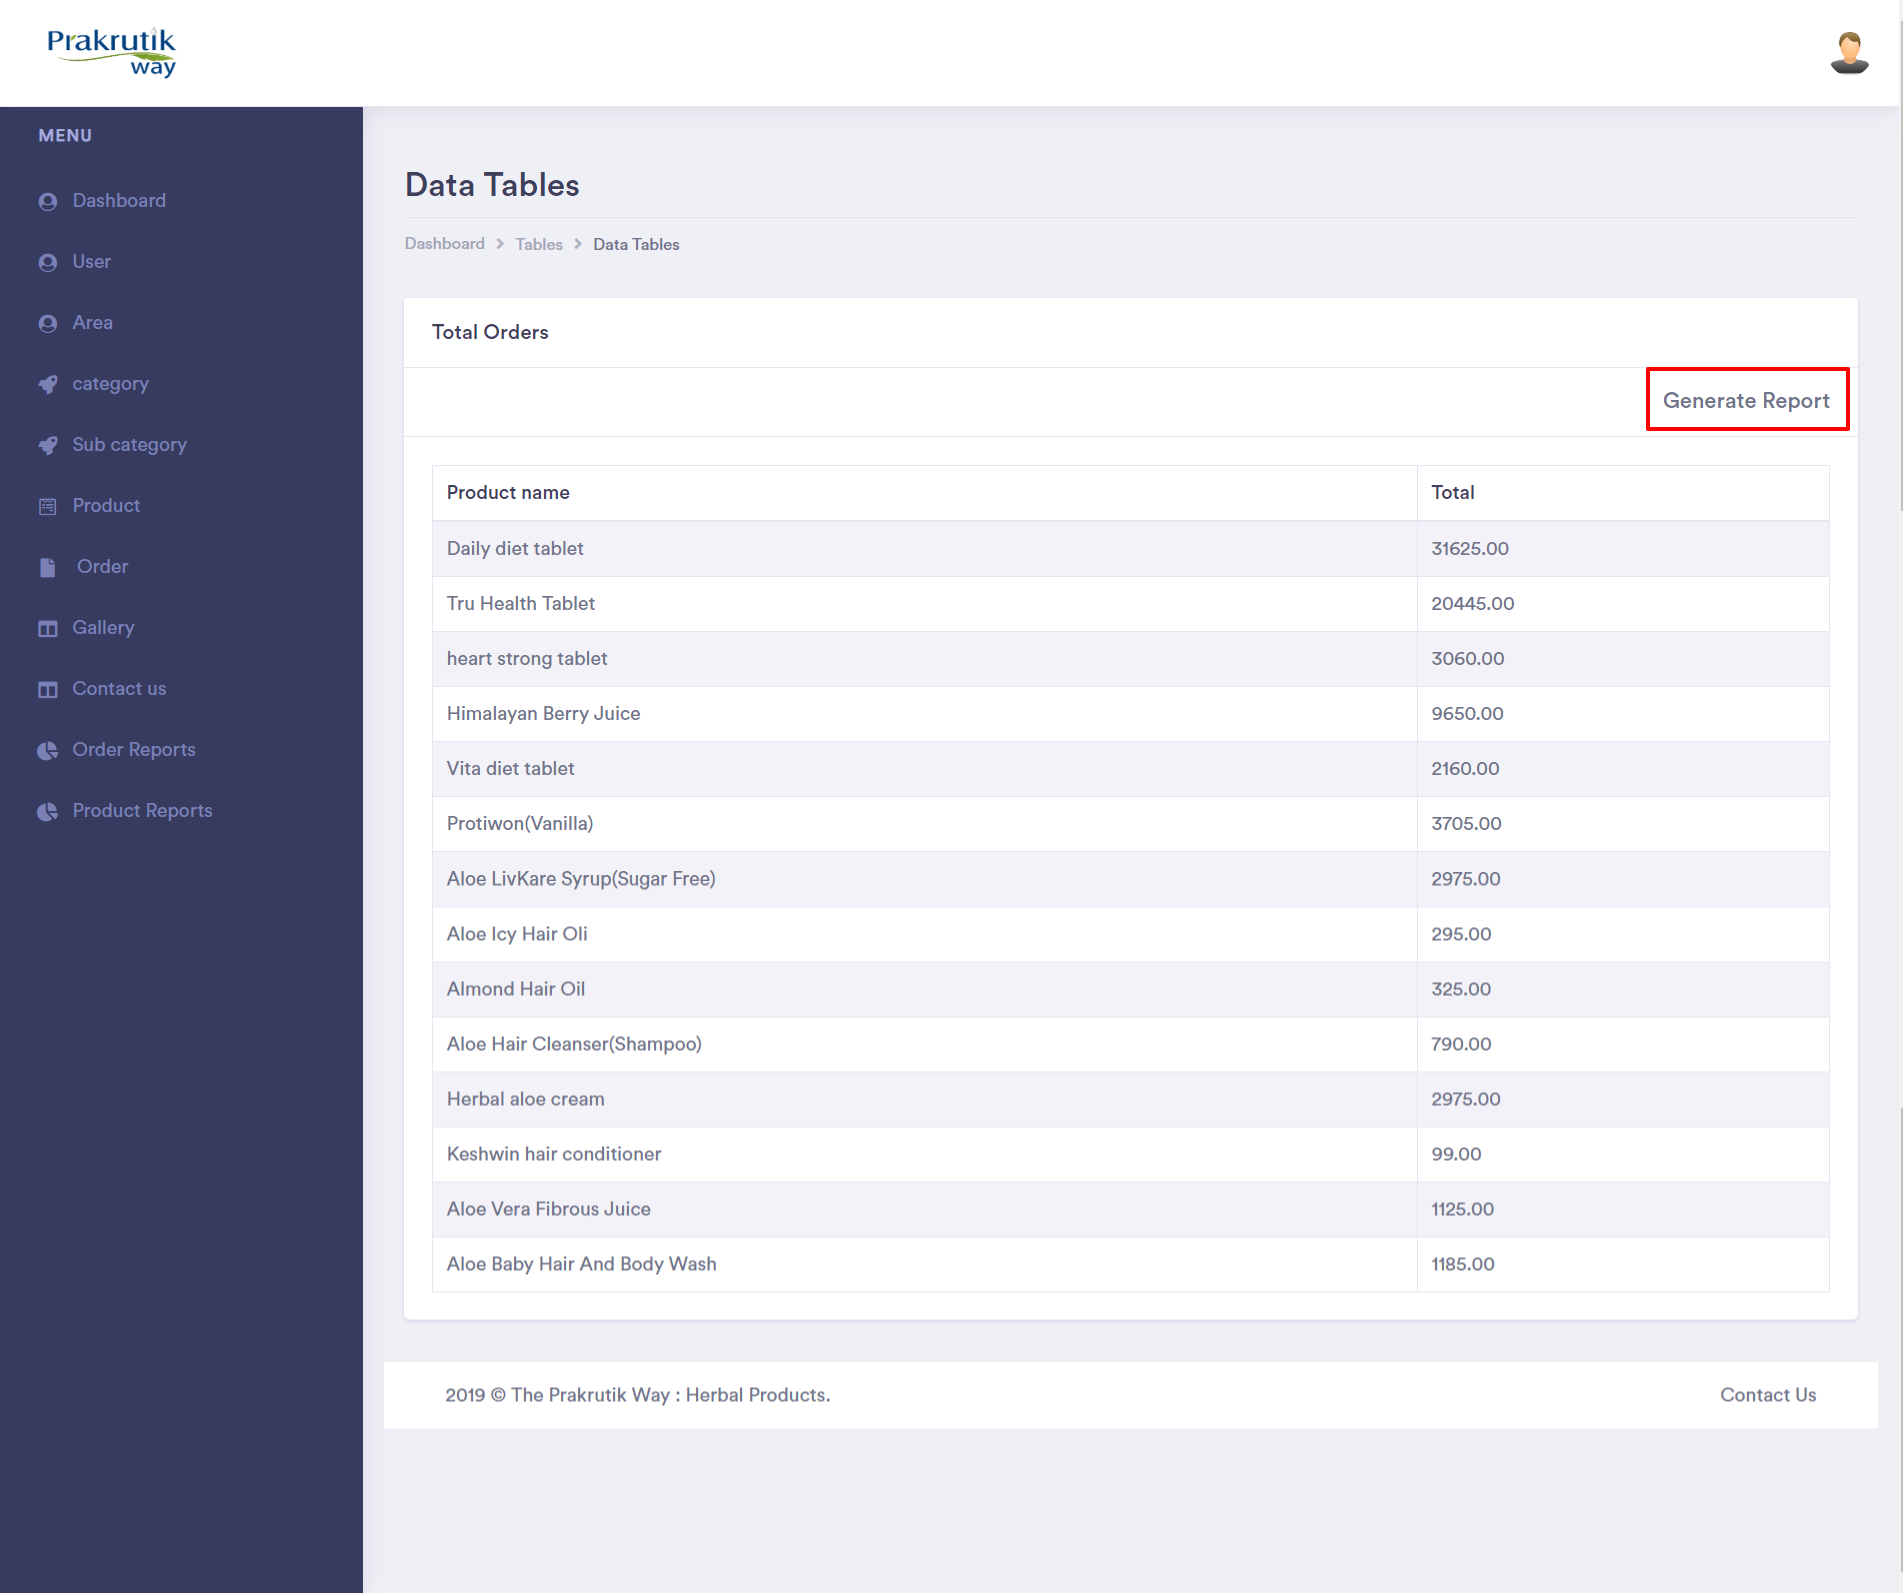 Prakrutik
way
MENU
Dashboard
User
Area
category
Sub category
Product
Order
Gallery
Contact us
Order Reports
Product Reports
Data Tables
Dashboard > Tables > Data Tables
Total Orders
Generate Report
Product name Total
Daily diet tablet 31625.00
Tru Health Tablet 20445.00
heart strong tablet 3060.00
Himalayan Berry Juice 9650.00
Vita diet tablet 2160.00
Protiwon(Vanilla) 3705.00
Aloe LivKare Syrup(Sugar Free) 2975.00
Aloe Icy Hair Oli 295.00
Almond Hair Oil 325.00
Aloe Hair Cleanser(Shampoo) 790.00
Herbal aloe cream 2975.00
Keshwin hair conditioner 99.00
Aloe Vera Fibrous Juice 1125.00
Aloe Baby Hair And Body Wash 1185.00
2019 © The Prakrutik Way : Herbal Products. Contact Us